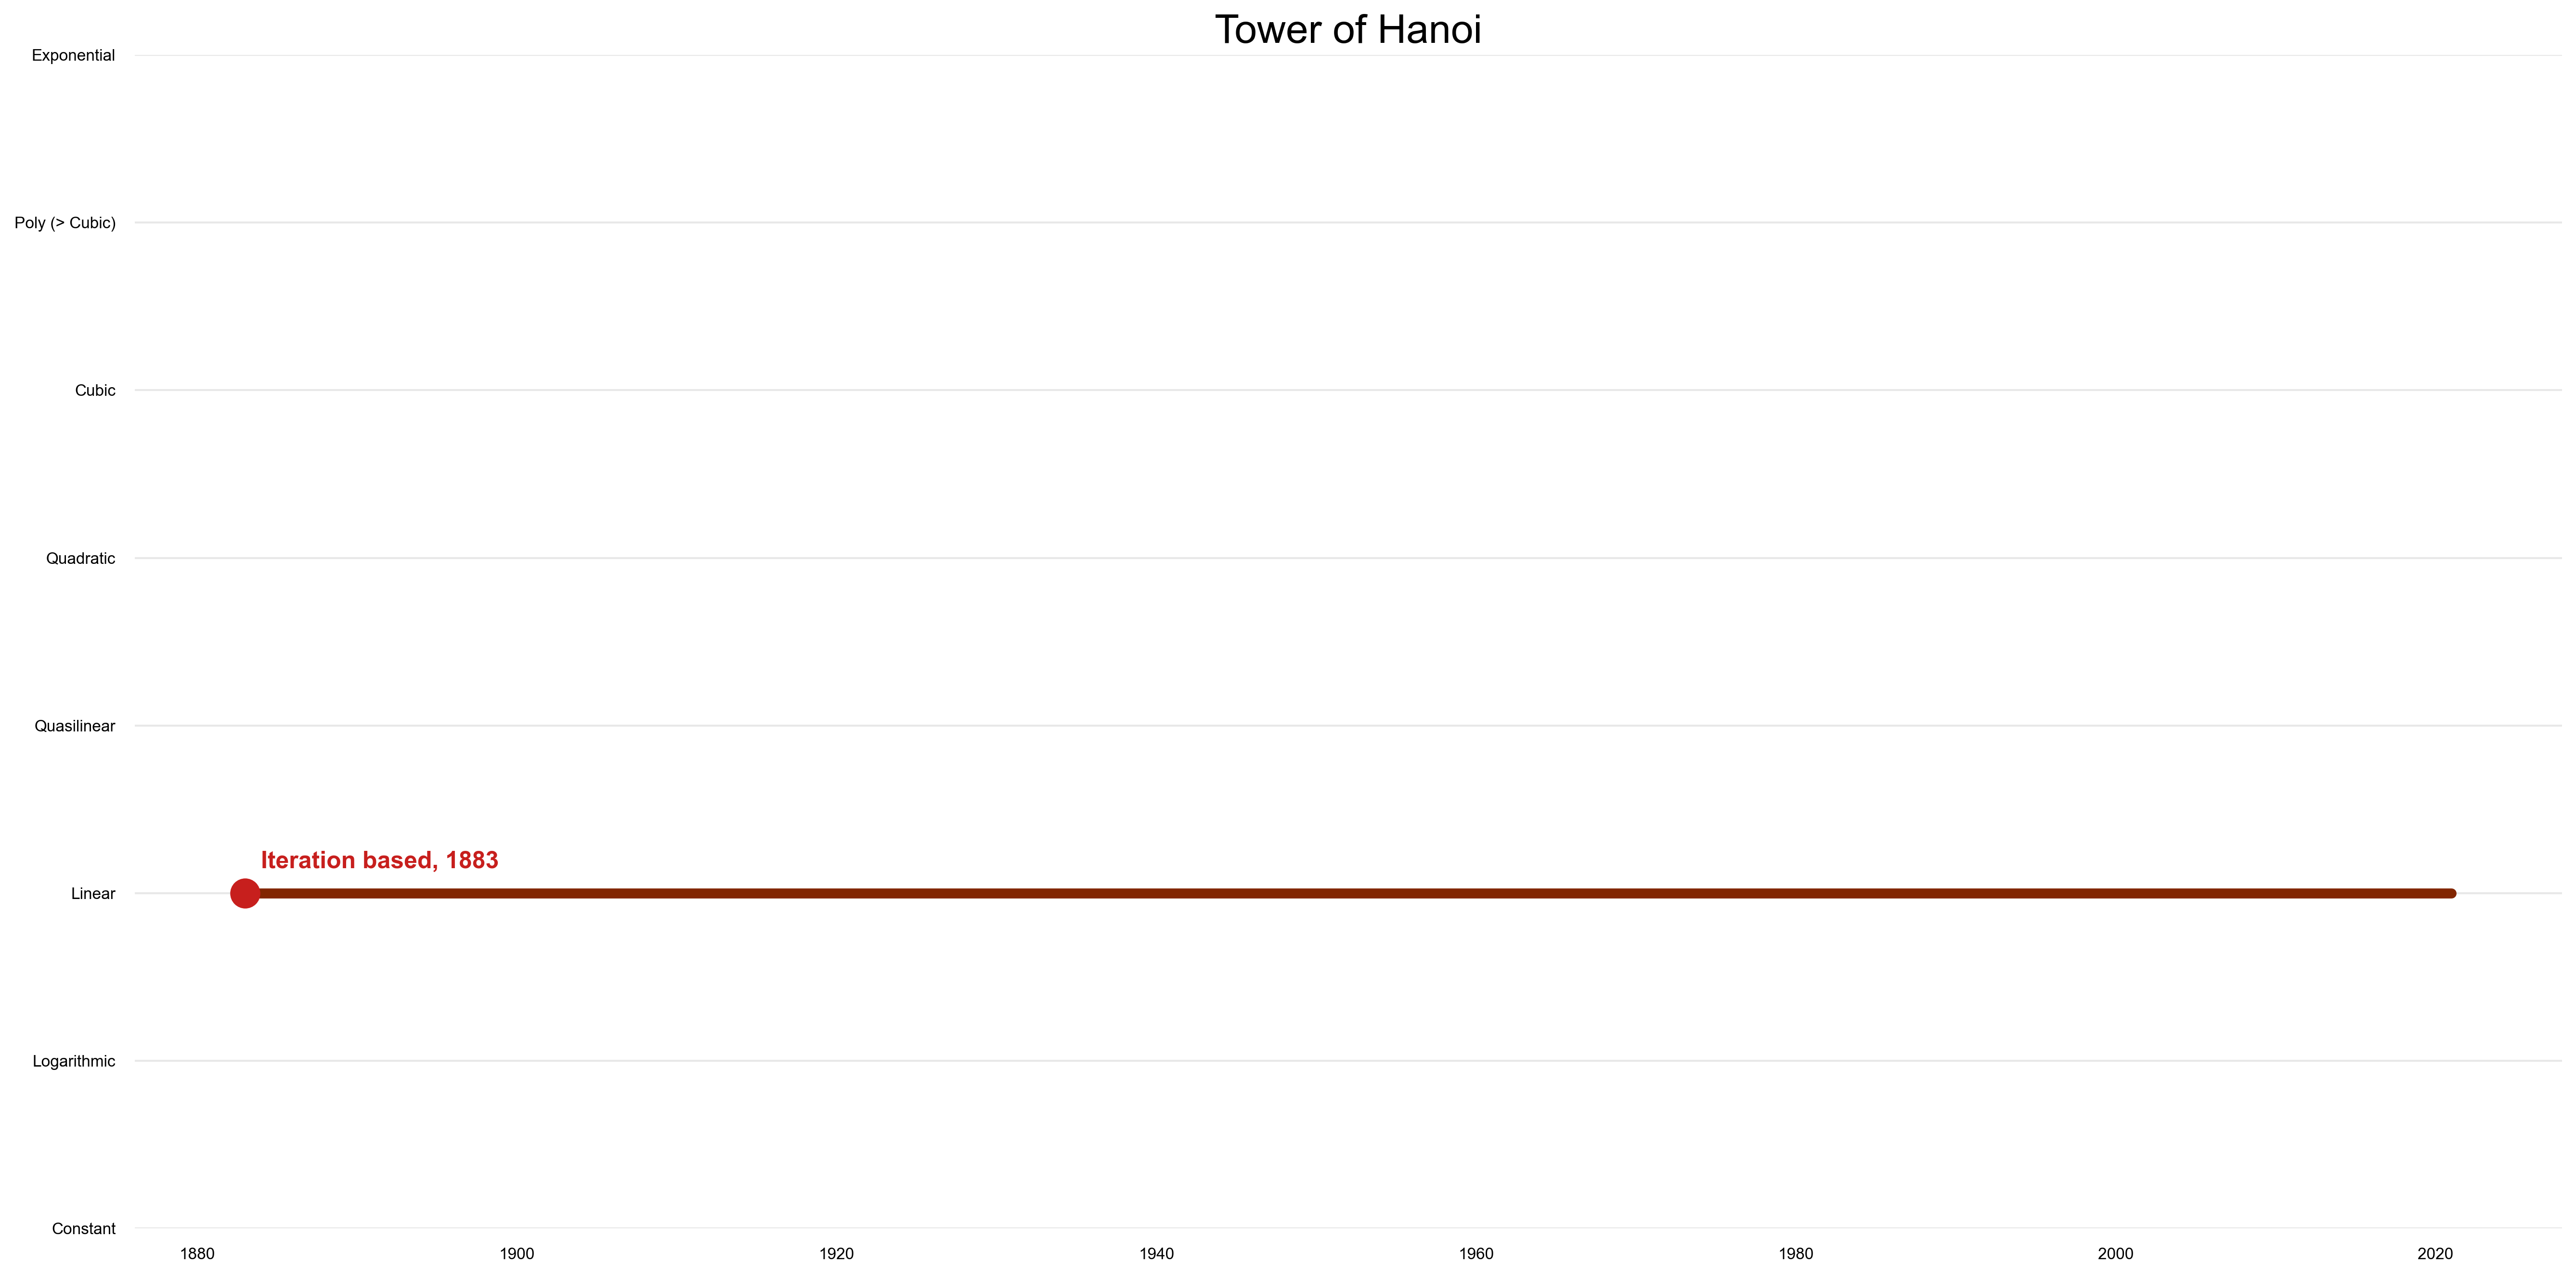 Tower of Hanoi
Exponential
Poly (> Cubic)
Cubic
Quadratic
Quasilinear
Iteration based, 1883
Linear
Logarithmic
Constant
1880 1900 1920 1940 1960 1980 2000 2020